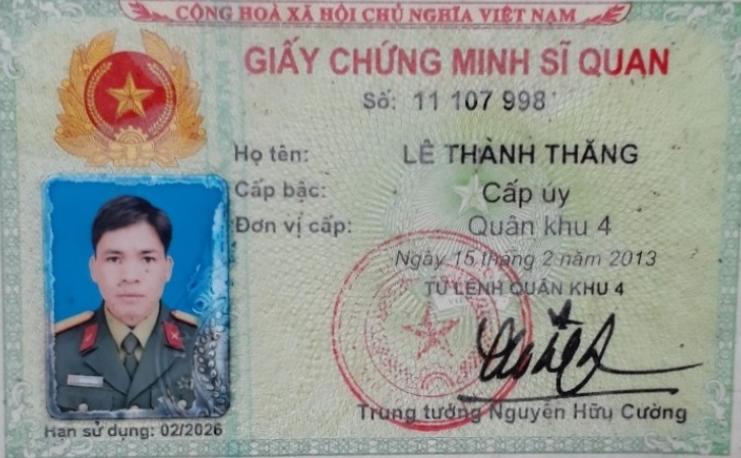 CỘNG HOÀ XÃ HỘI CHỦ NGHĨA VIỆT NAM
GIẤY CHỨNG MINH SĨ QUAN
Số: 11 107 998
Họ tên: LÊ THÀNH THĂNG
Cấp bậc: Cấp úy
Đơn vị cấp: Quân khu 4
Ngày 15 tháng 2 năm 2013
TƯ LỆNH QUÂN KHU 4
Trung tướng Nguyễn Hữu Cường
Hạn sử dụng: 02/2026